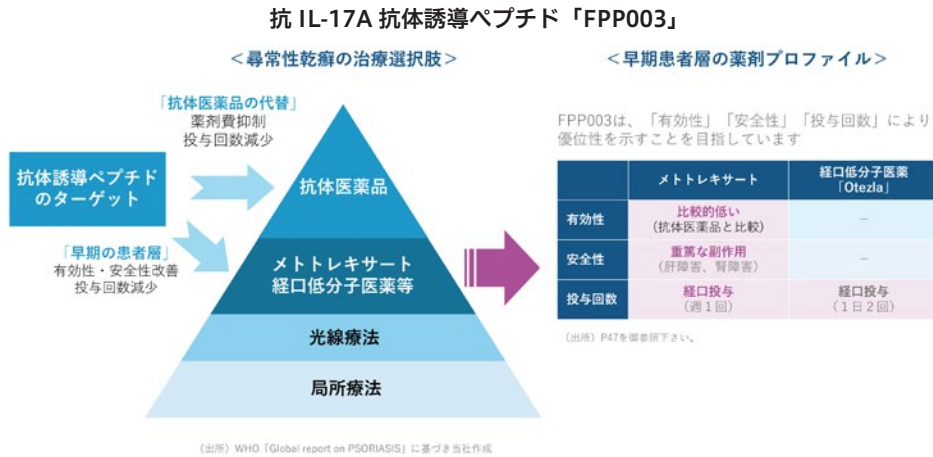 抗 IL-17A 抗体誘導ペプチド「FPP003」
＜尋常性乾癬の治療選択肢＞
「抗体医薬品の代替」
薬剤費抑制
投与回数減少
抗体誘導ペプチド
のターゲット
「早期の患者層」
有効性・安全性改善
投与回数減少
抗体医薬品
メトトレキサート
経口低分子医薬等
光線療法
局所療法
（出所）WHO「Global report on PSORIASIS」に基づき当社作成
＜早期患者層の薬剤プロファイル＞
FPP003は、「有効性」「安全性」「投与回数」により
優位性を示すことを目指しています
メトトレキサート
経口低分子医薬
「Otezla」
有効性
比較的低い
（抗体医薬品と比較）
－
安全性
重篤な副作用
（肝障害、腎障害）
－
投与回数
経口投与
（週１回）
経口投与
（１日２回）
（出所）P47を御参照下さい。